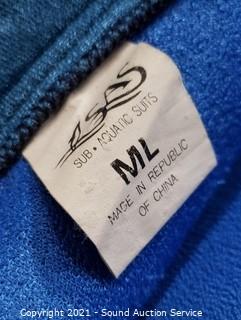 SUB • AQUATIC SUITS
ML
MADE IN REPUBLIC
OF CHINA
Copyright 2021 - Sound Auction Service